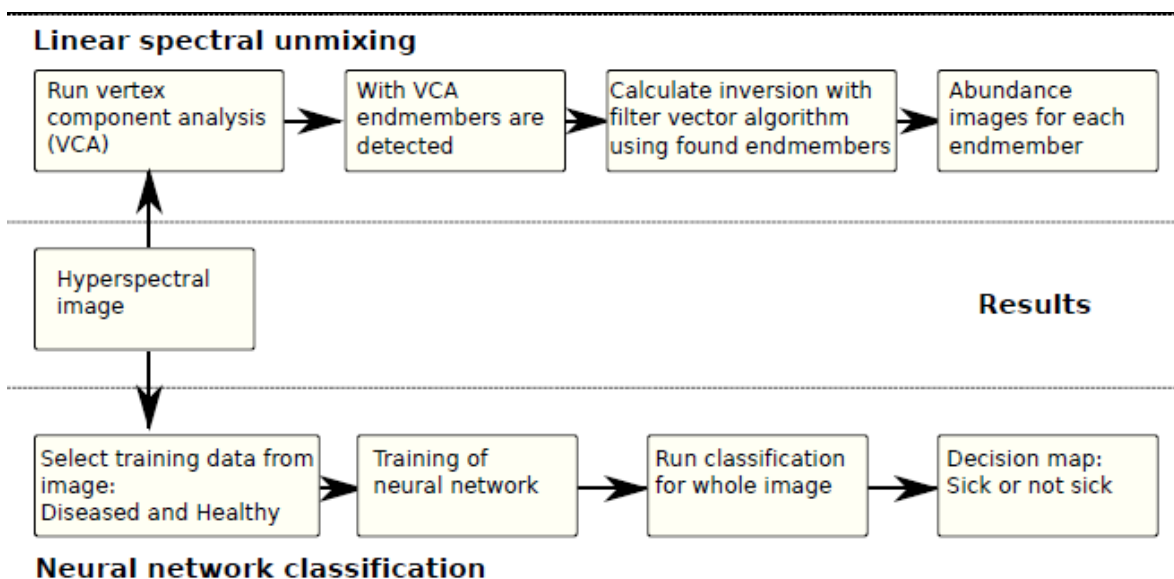 Linear spectral unmixing
Run vertex
component analysis
(VCA)
With VCA
endmembers are
detected
Calculate inversion with
filter vector algorithm
using found endmembers
Abundance
images for each
endmember
Hyperspectral
image
Results
Select training data from
image:
Diseased and Healthy
Training of
neural network
Run classification
for whole image
Decision map:
Sick or not sick
Neural network classification